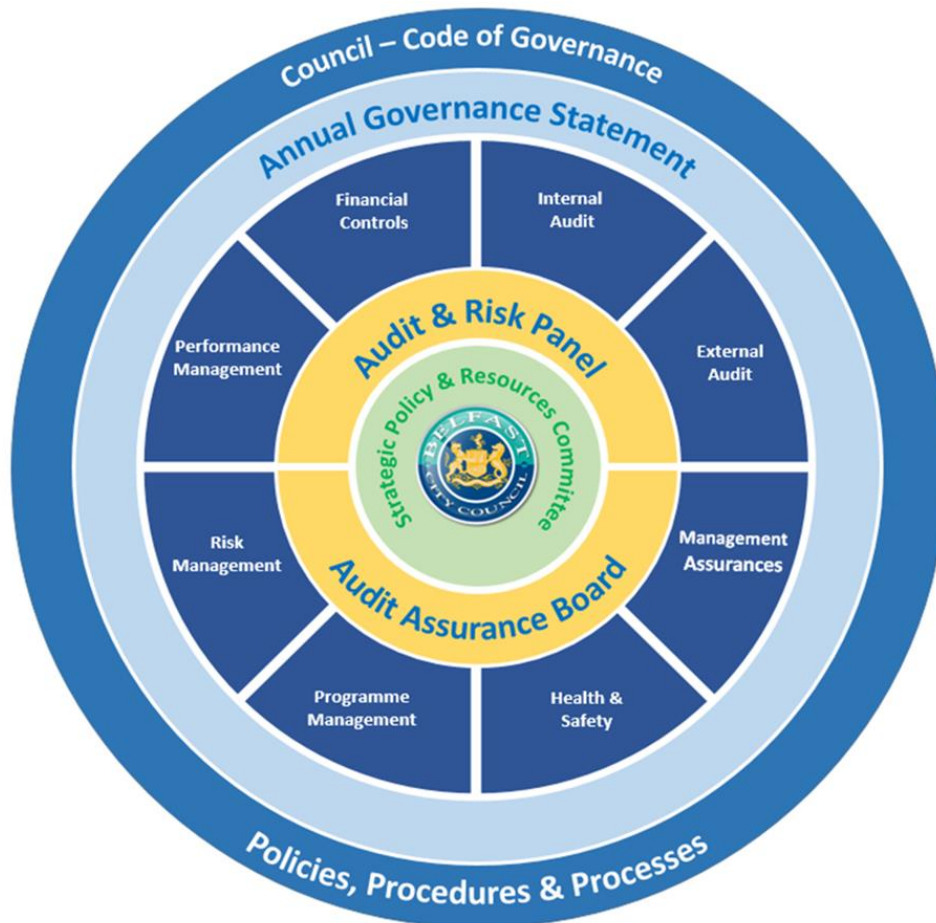 Council – Code of Governance
Annual Governance Statement
Financial
Controls
Internal
Audit
Performance
Management
External
Audit
Audit & Risk Panel
Strategic Policy & Resources Committee
BELFAST
CITY COUNCIL
Risk
Management
Management
Assurances
Audit Assurance Board
Programme
Management
Health &
Safety
Policies, Procedures & Processes